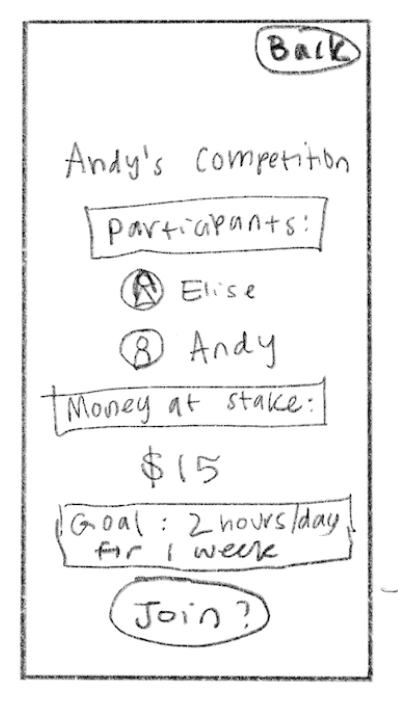 Back
Andy's Competition
Participants:
Elise
Andy
Money at stake:
$15
Goal: 2 hours/day
for 1 week
Join?